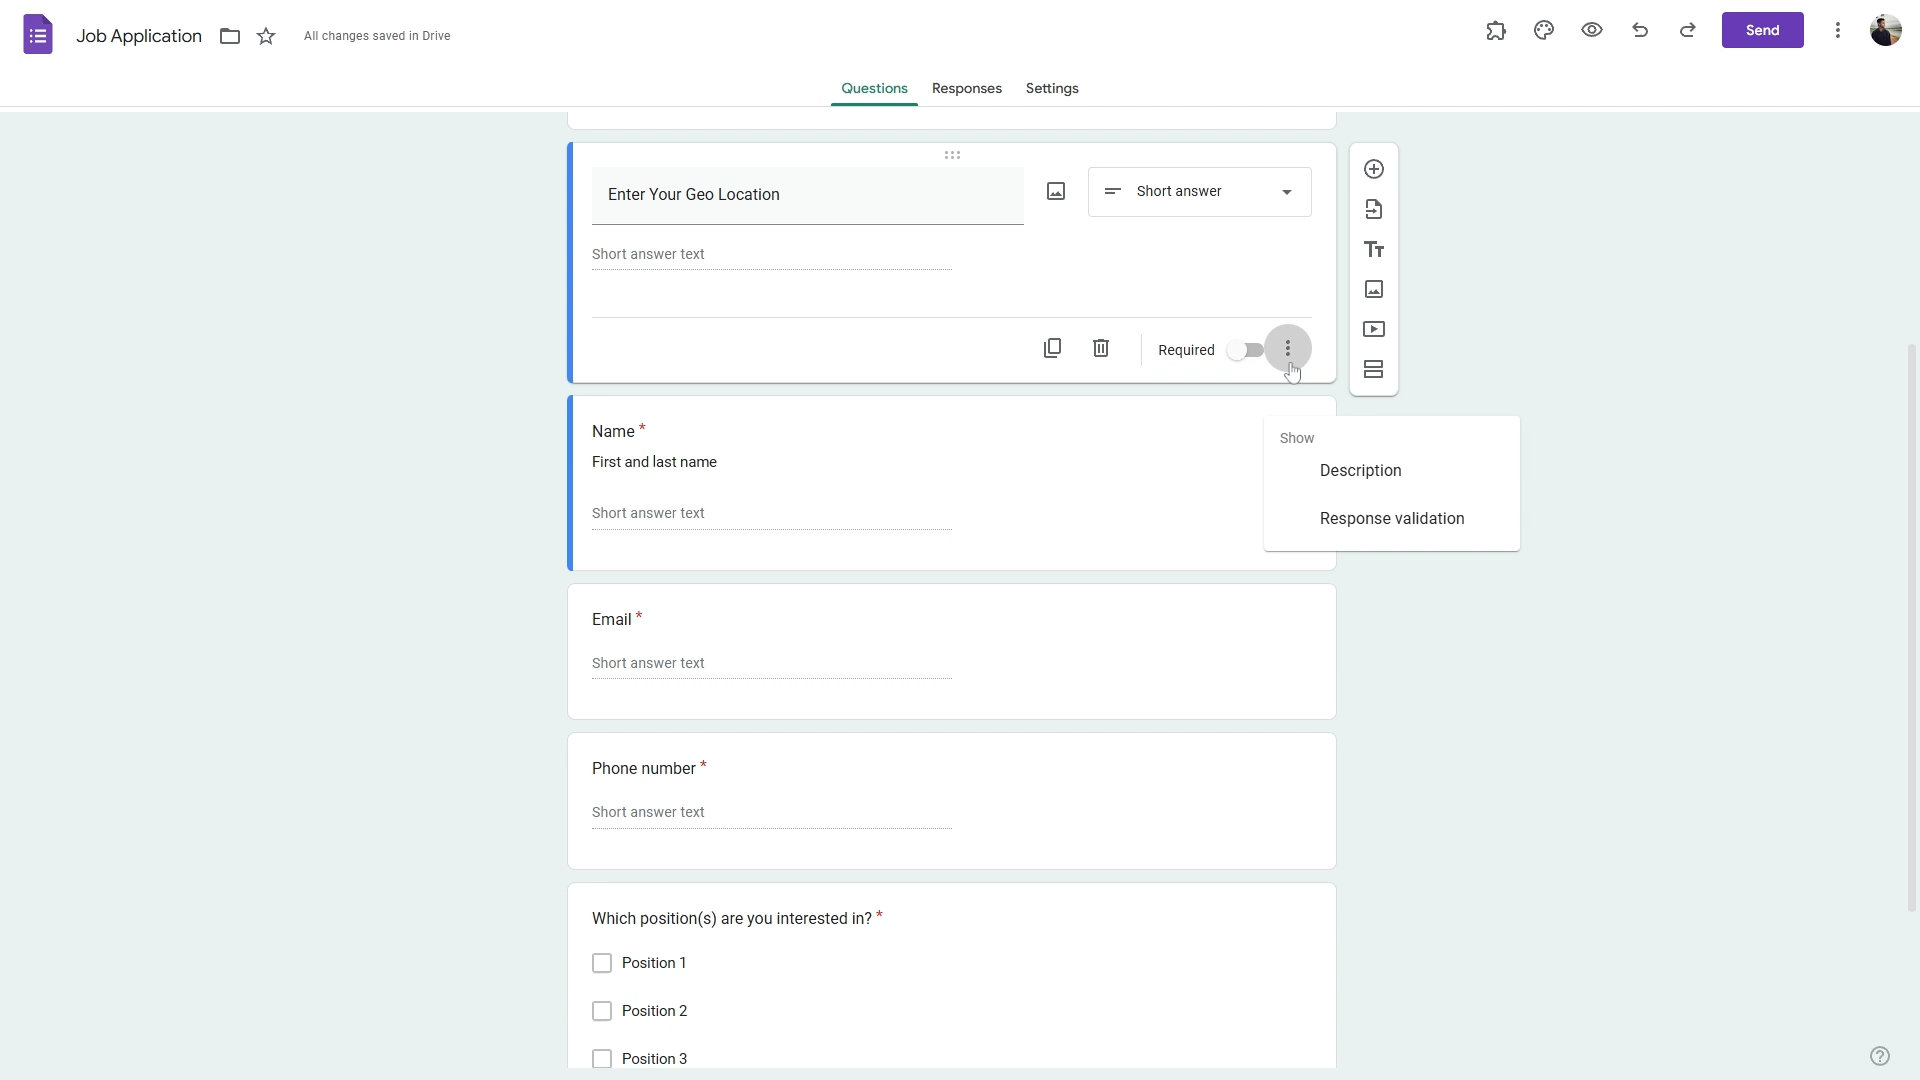 Job Application
All changes saved in Drive
Send
Questions
Responses
Settings
Enter Your Geo Location
Short answer
Short answer text
Required
Name *
First and last name
Short answer text
Show
Description
Response validation
Email *
Short answer text
Phone number *
Short answer text
Which position(s) are you interested in? *
Position 1
Position 2
Position 3